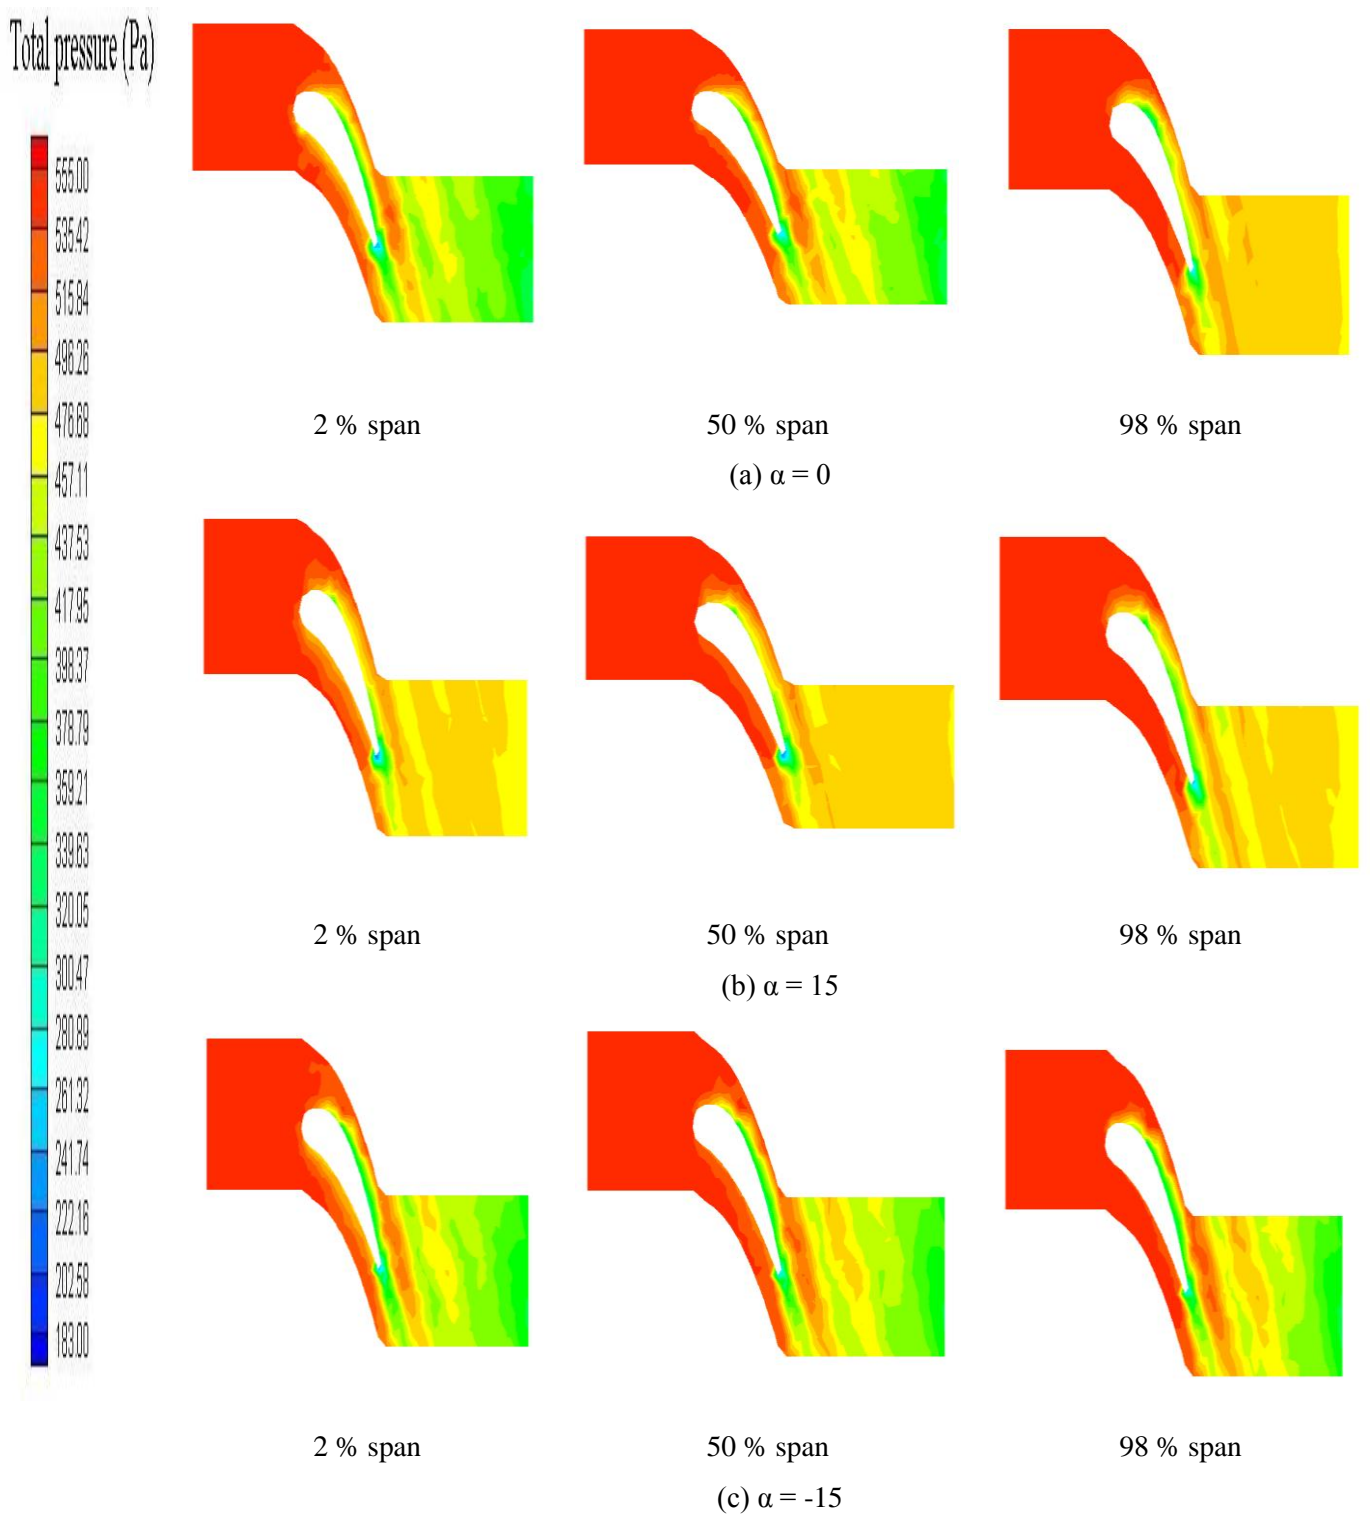 Total pressure (Pa)
555.00
535.42
515.84
496.26
476.68
457.11
437.53
417.95
398.37
378.79
359.21
339.63
320.05
300.47
280.89
261.32
241.74
222.16
202.58
183.00
2 % span 50 % span 98 % span
(a) α = 0
2 % span 50 % span 98 % span
(b) α = 15
2 % span 50 % span 98 % span
(c) α = -15